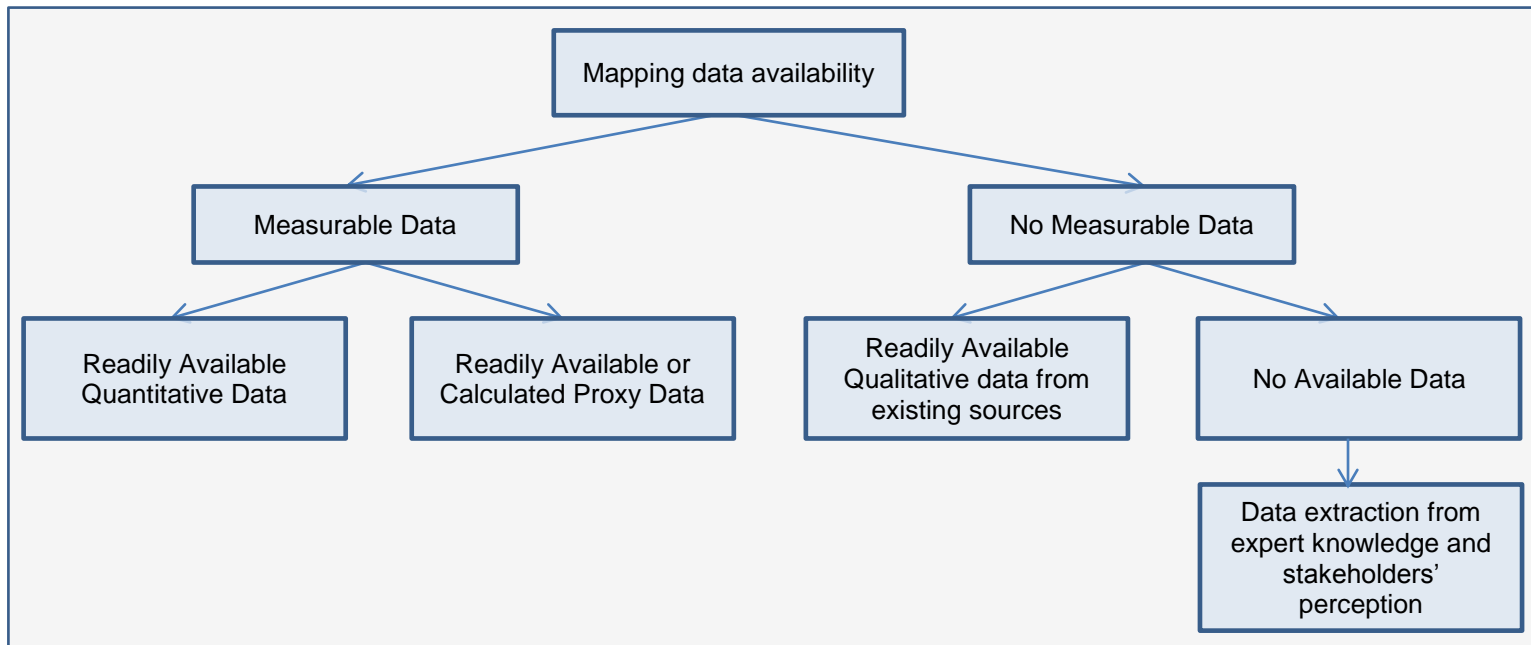 Mapping data availability
Measurable Data
No Measurable Data
Readily Available
Quantitative Data
Readily Available or
Calculated Proxy Data
Readily Available
Qualitative data from
existing sources
No Available Data
Data extraction from
expert knowledge and
stakeholders’
perception